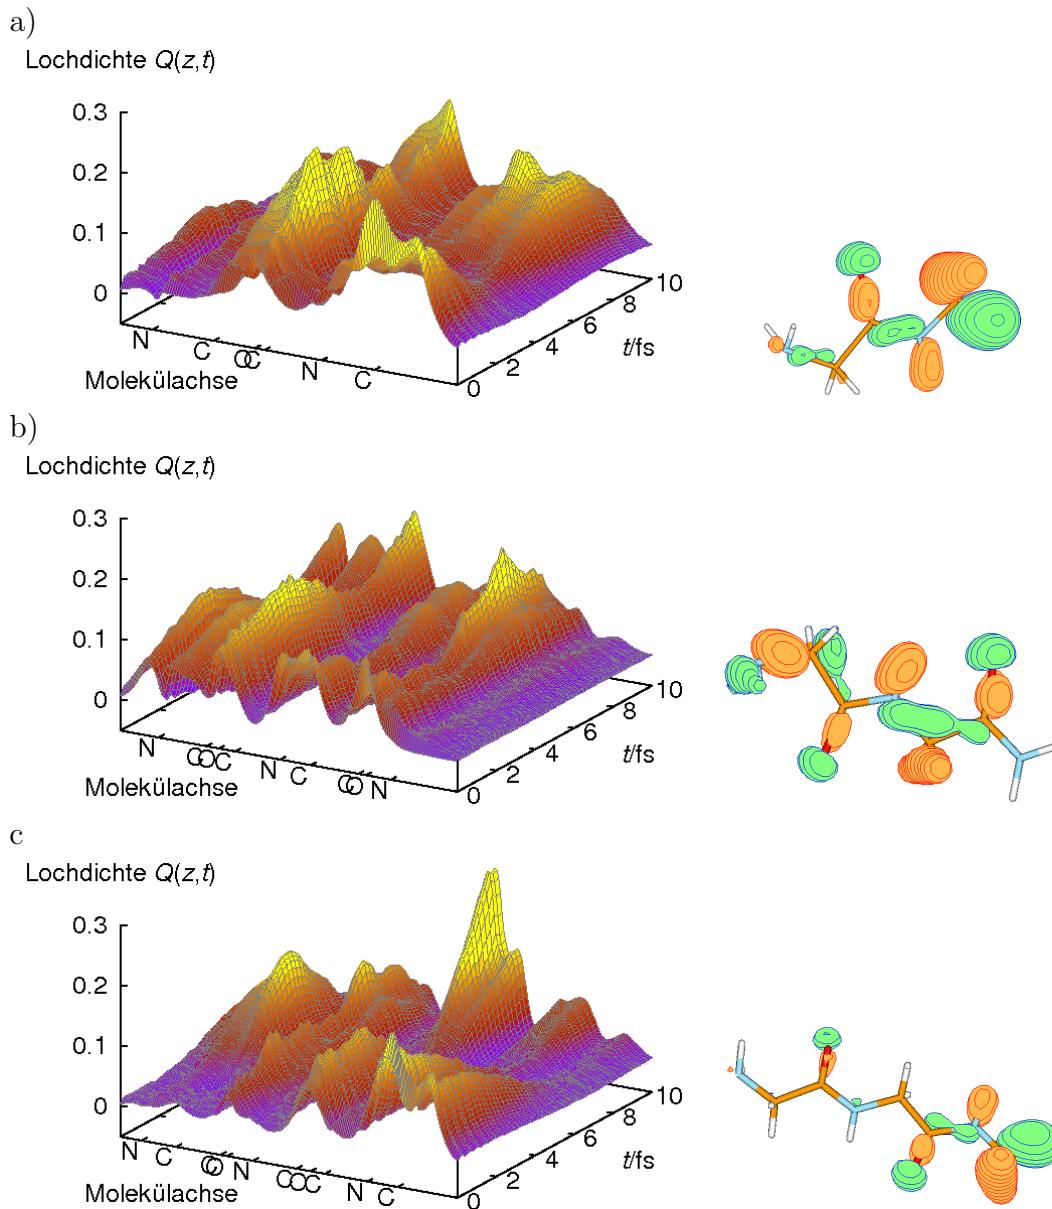 a)
Lochdichte Q(z,t)
0.3
0.2
0.1
0
N C O C N C
Molekülachse
0 2 4 6 8 10
t/fs
b)
Lochdichte Q(z,t)
0.3
0.2
0.1
0
N C O O C N C C O N
Molekülachse
0 2 4 6 8 10
t/fs
c
Lochdichte Q(z,t)
0.3
0.2
0.1
0
N C O C N C O C N C
Molekülachse
0 2 4 6 8 10
t/fs